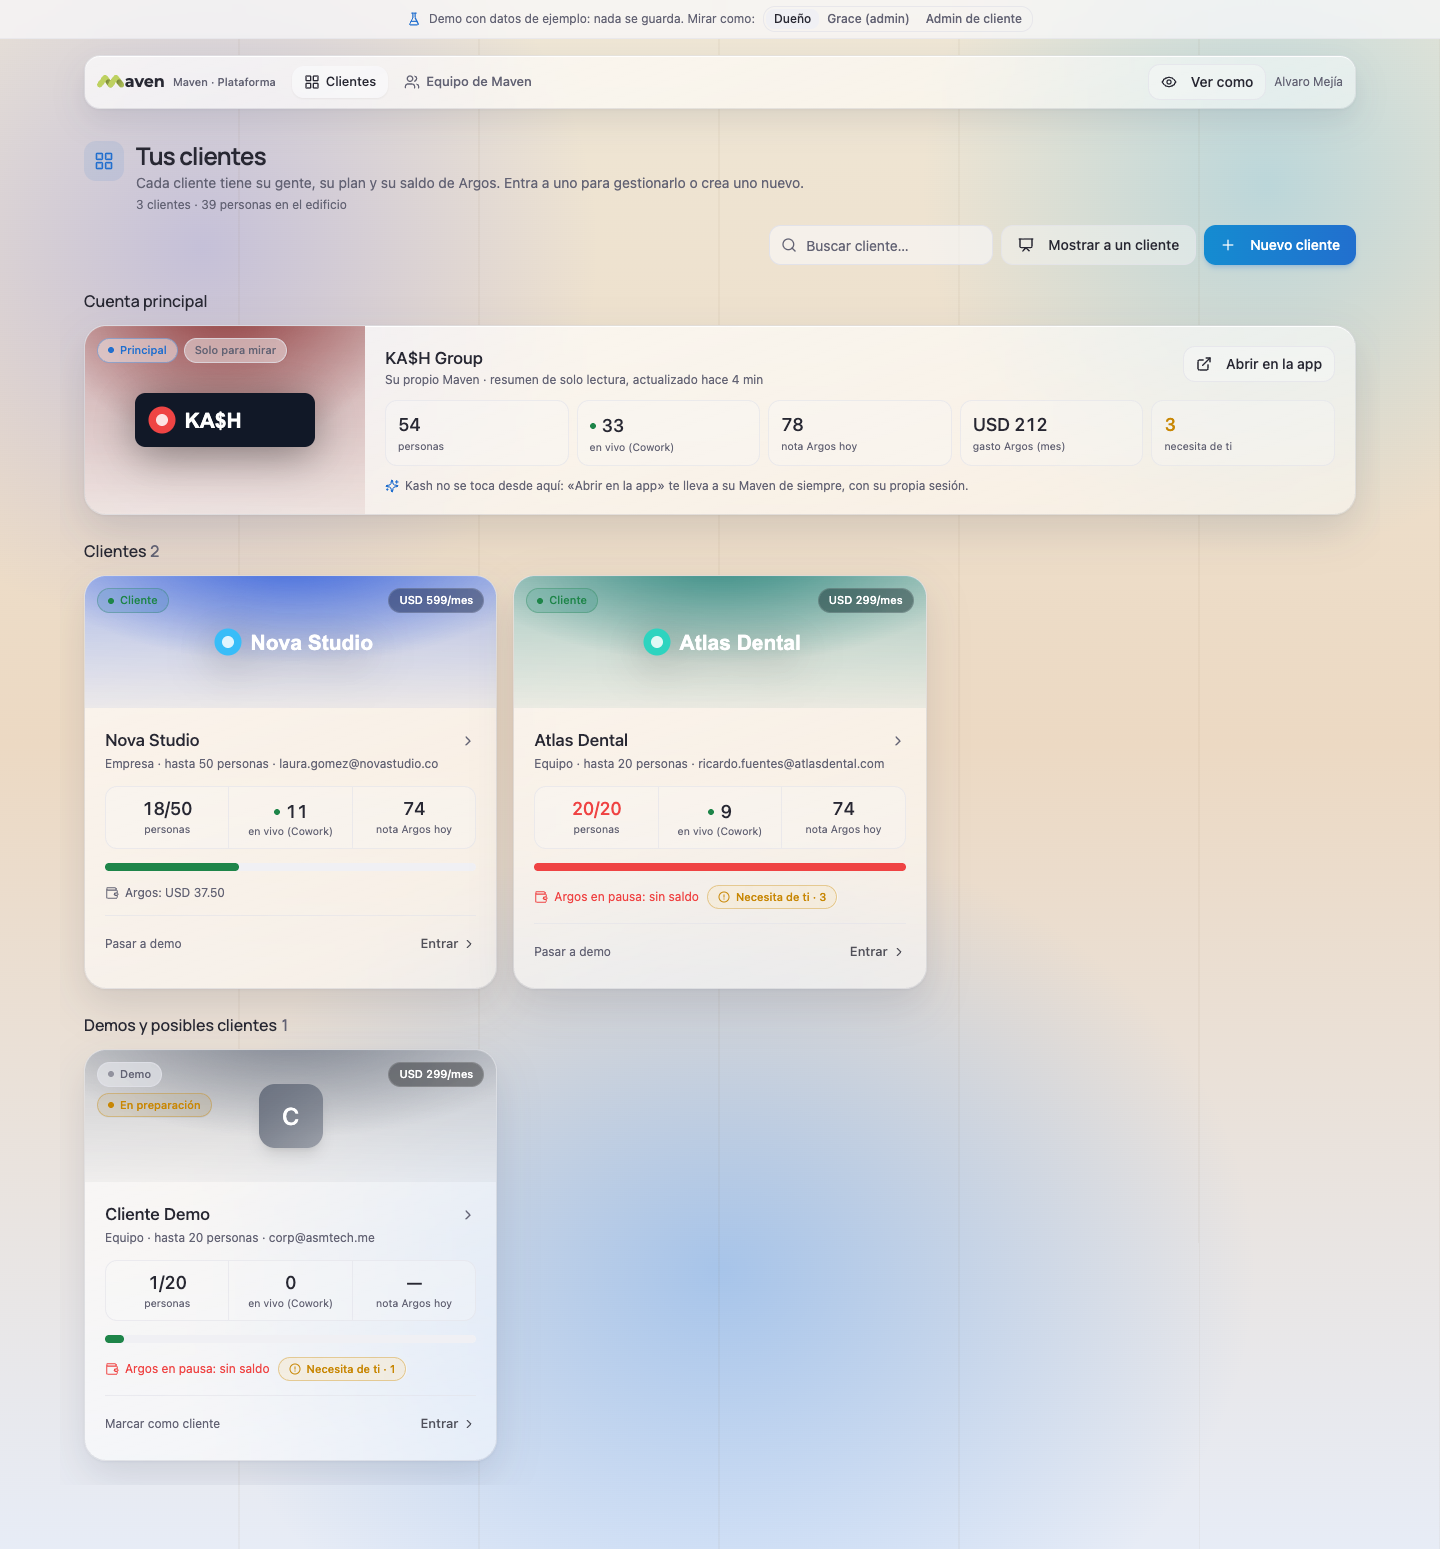 Demo con datos de ejemplo: nada se guarda. Mirar como: Dueño Grace (admin) Admin de cliente
maven Maven · Plataforma Clientes Equipo de Maven Ver como Alvaro Mejía
Tus clientes
Cada cliente tiene su gente, su plan y su saldo de Argos. Entra a uno para gestionarlo o crea uno nuevo.
3 clientes · 39 personas en el edificio
Buscar cliente... Mostrar a un cliente Nuevo cliente
Cuenta principal
Principal Solo para mirar
KA$H
KA$H Group
Su propio Maven · resumen de solo lectura, actualizado hace 4 min
Abrir en la app
54 33 78 USD 212 3
personas en vivo (Cowork) nota Argos hoy gasto Argos (mes) necesita de ti
Kash no se toca desde aquí: «Abrir en la app» te lleva a su Maven de siempre, con su propia sesión.
Clientes 2
Cliente USD 599/mes
Nova Studio
Nova Studio
Empresa · hasta 50 personas · laura.gomez@novastudio.co
18/50 11 74
personas en vivo (Cowork) nota Argos hoy
Argos: USD 37.50
Pasar a demo Entrar
Cliente USD 299/mes
Atlas Dental
Atlas Dental
Equipo · hasta 20 personas · ricardo.fuentes@atlasdental.com
20/20 9 74
personas en vivo (Cowork) nota Argos hoy
Argos en pausa: sin saldo Necesita de ti · 3
Pasar a demo Entrar
Demos y posibles clientes 1
Demo USD 299/mes
En preparación
C
Cliente Demo
Equipo · hasta 20 personas · corp@asmtech.me
1/20 0 —
personas en vivo (Cowork) nota Argos hoy
Argos en pausa: sin saldo Necesita de ti · 1
Marcar como cliente Entrar